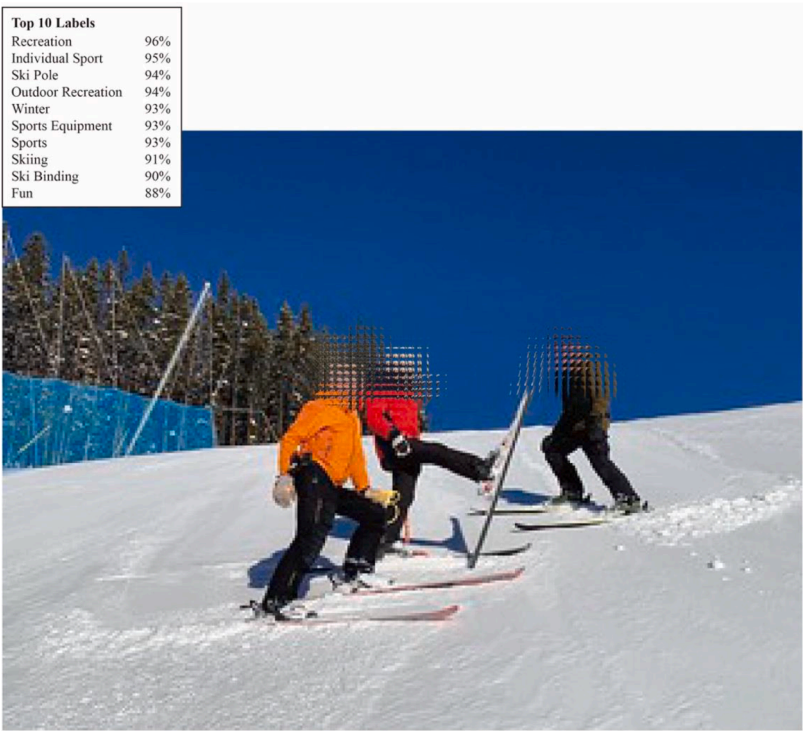 Top 10 Labels
Recreation 96%
Individual Sport 95%
Ski Pole 94%
Outdoor Recreation 94%
Winter 93%
Sports Equipment 93%
Sports 93%
Skiing 91%
Ski Binding 90%
Fun 88%